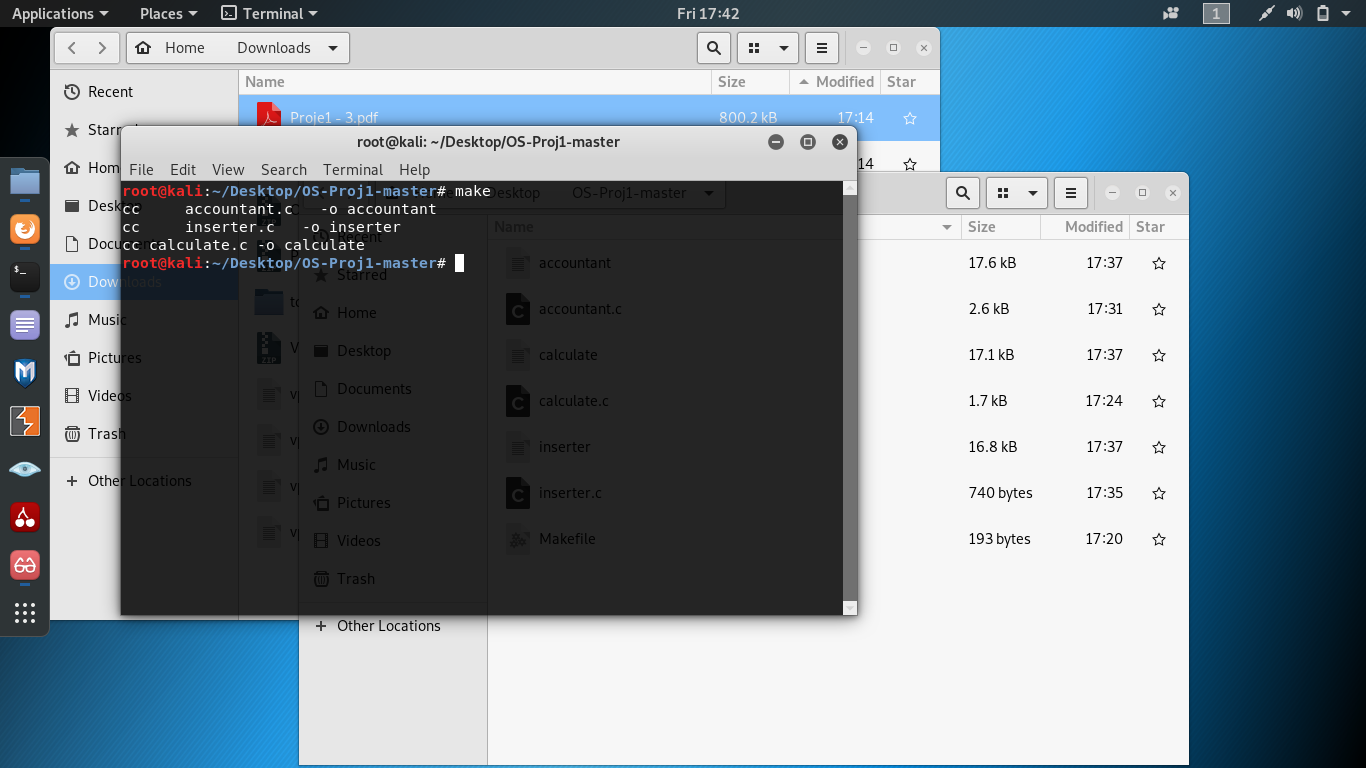 Applications Places Terminal Fri 17:42 1
Home Downloads
Name Size Modified Star
Recent
Proje1 - 3.pdf 800.2 kB 17:14
root@kali: ~/Desktop/OS-Proj1-master
File Edit View Search Terminal Help
root@kali:~/Desktop/OS-Proj1-master# make
cc accountant.c -o accountant
cc inserter.c -o inserter
cc calculate.c -o calculate
root@kali:~/Desktop/OS-Proj1-master#
Downloads
Music
Pictures
Videos
Trash
Other Locations
ZIP
Desktop OS-Proj1-master
Name Size Modified Star
Recent
Starred
Home
Desktop
Documents
Downloads
Music
Pictures
Videos
Trash
Other Locations
accountant 17.6 kB 17:37
accountant.c 2.6 kB 17:31
calculate 17.1 kB 17:37
calculate.c 1.7 kB 17:24
inserter 16.8 kB 17:37
inserter.c 740 bytes 17:35
Makefile 193 bytes 17:20